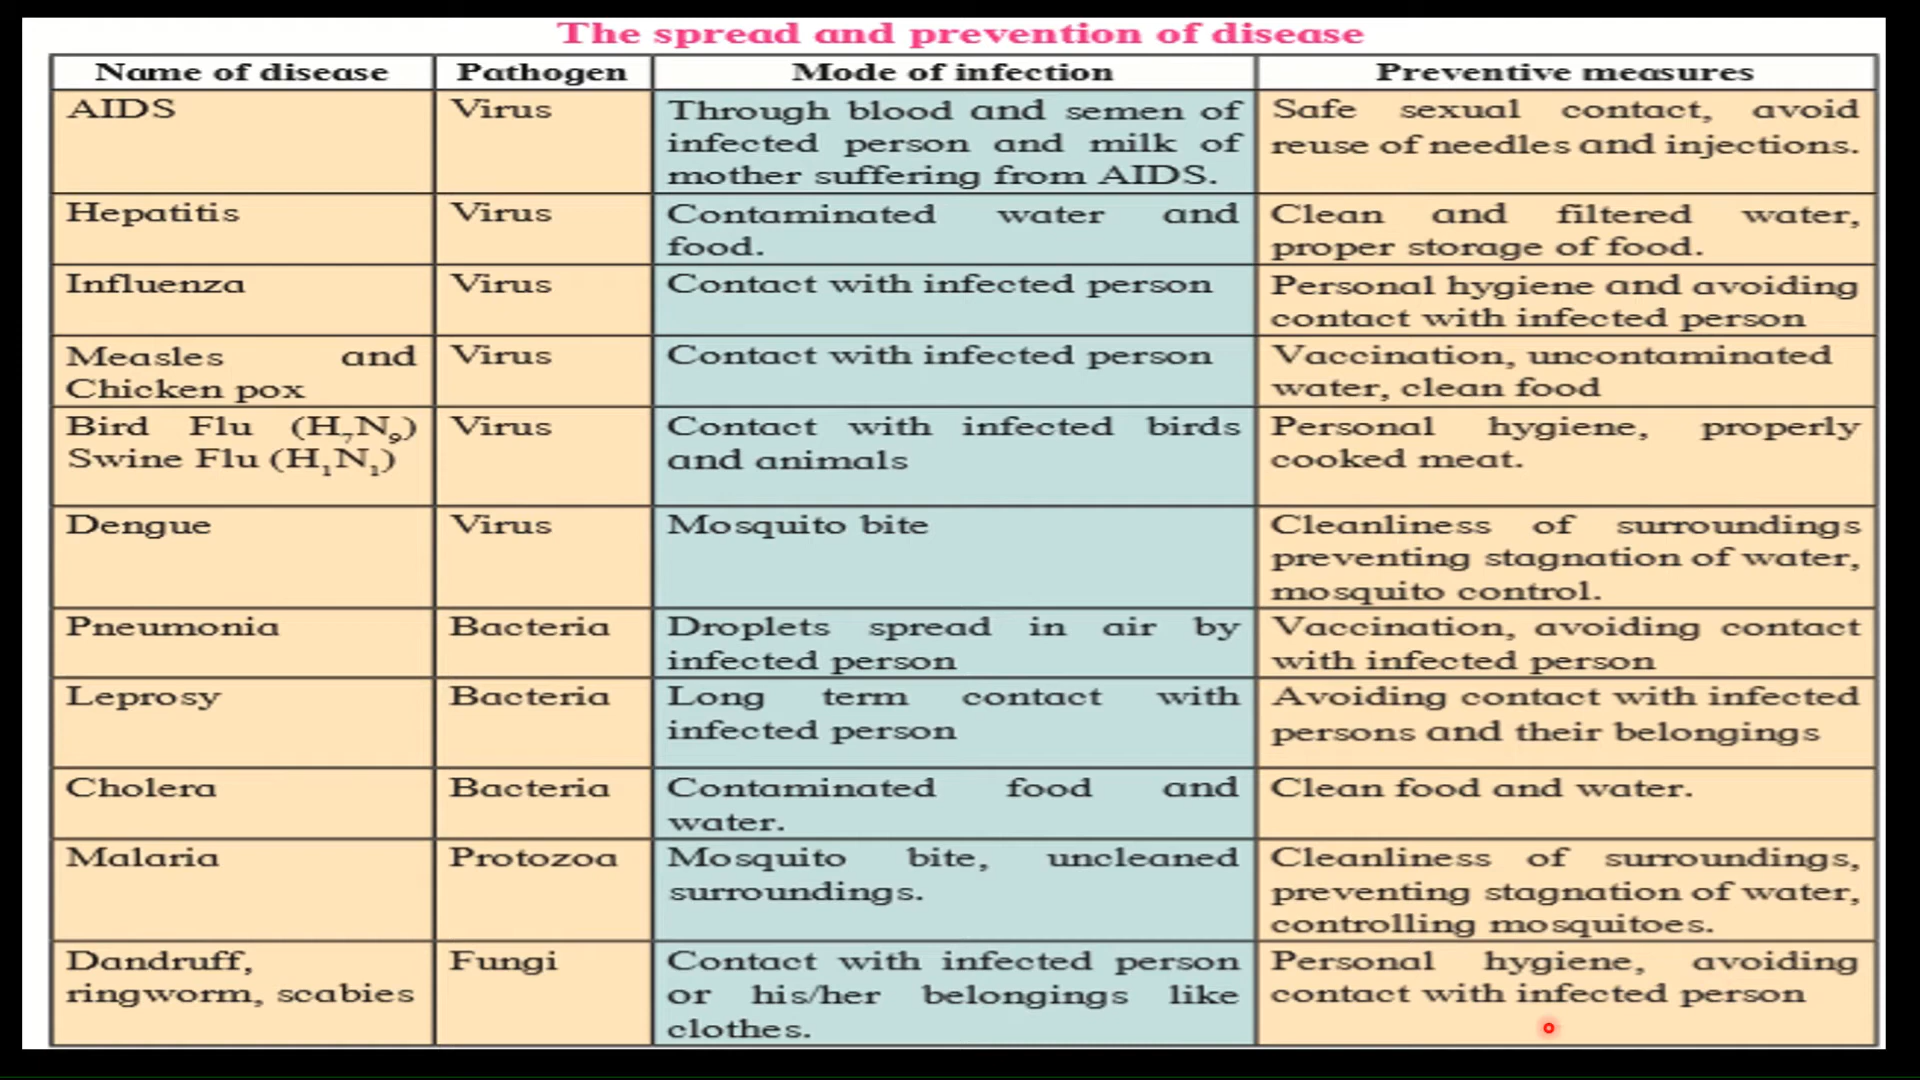 The spread and prevention of disease
Name of disease Pathogen Mode of infection Preventive measures
AIDS Virus Through blood and semen of Safe sexual contact, avoid
infected person and milk of reuse of needles and injections.
mother suffering from AIDS.
Hepatitis Virus Contaminated water and Clean and filtered water,
food. proper storage of food.
Influenza Virus Contact with infected person Personal hygiene and avoiding
contact with infected person
Measles and Virus Contact with infected person Vaccination, uncontaminated
Chicken pox water, clean food
Bird Flu (H₇N₉) Virus Contact with infected birds Personal hygiene, properly
Swine Flu (H₁N₁) and animals cooked meat.
Dengue Virus Mosquito bite Cleanliness of surroundings
preventing stagnation of water,
mosquito control.
Pneumonia Bacteria Droplets spread in air by Vaccination, avoiding contact
infected person with infected person
Leprosy Bacteria Long term contact with Avoiding contact with infected
infected person persons and their belongings
Cholera Bacteria Contaminated food and Clean food and water.
water.
Malaria Protozoa Mosquito bite, uncleaned Cleanliness of surroundings,
surroundings. preventing stagnation of water,
controlling mosquitoes.
Dandruff, Fungi Contact with infected person Personal hygiene, avoiding
ringworm, scabies or his/her belongings like contact with infected person
clothes.